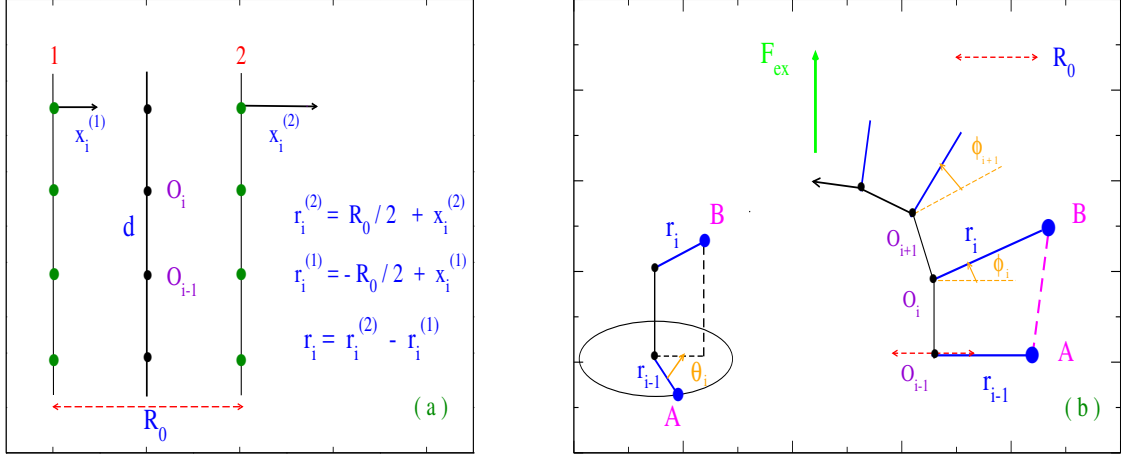 1
2
x_i^(1)
x_i^(2)
O_i
d
r_i^(2) = R_0 / 2 + x_i^(2)
O_i-1
r_i^(1) = - R_0 / 2 + x_i^(1)
r_i = r_i^(2) - r_i^(1)
R_0
( a )
F_ex
R_0
ϕ_i+1
B
r_i
B
O_i+1
r_i
ϕ_i
O_i
A
r_i-1
θ_i
O_i-1
r_i-1
A
( b )